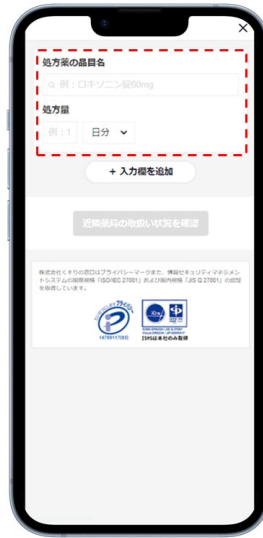 ×
処方薬の品目名
例：ロキソニン錠60mg
処方量
例：1 日分
+ 入力欄を追加
近隣薬局の取扱い状況を確認
株式会社くすりの窓口はプライバシーマークまた、情報セキュリティマネジメン
トシステムの国際規格「ISO/IEC 27001」および国内規格「JIS Q 27001」の認証
を取得しています。
ISMSは本社のみ取得